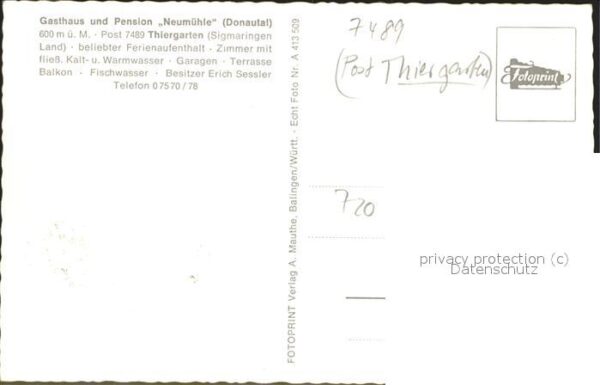 Gasthaus und Pension „Neumühle" (Donautal)
600 m ü. M. · Post 7489 Thiergarten (Sigmaringen
Land) · beliebter Ferienaufenthalt · Zimmer mit
fließ. Kalt- u. Warmwasser · Garagen · Terrasse
Balkon · Fischwasser · Besitzer Erich Sessler
Telefon 07570/78
FOTOPRINT Verlag A. Mauthe, Balingen/Württ. - Echt Foto Nr. A 413 509
7489
(Post Thiergarten)
Fotoprint
720
privacy protection (c)
Datenschutz